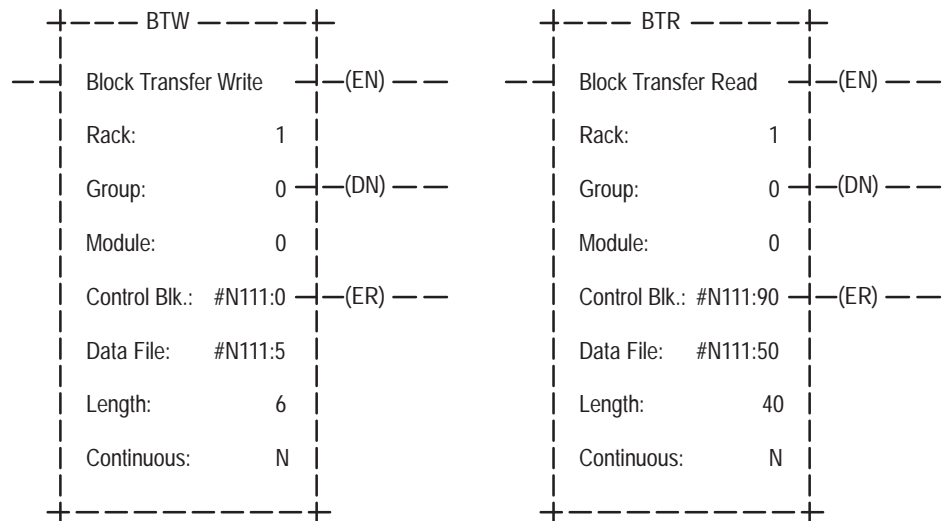 BTW
Block Transfer Write (EN)
Rack: 1
Group: 0 (DN)
Module: 0
Control Blk.: #N111:0 (ER)
Data File: #N111:5
Length: 6
Continuous: N
BTR
Block Transfer Read (EN)
Rack: 1
Group: 0 (DN)
Module: 0
Control Blk.: #N111:90 (ER)
Data File: #N111:50
Length: 40
Continuous: N